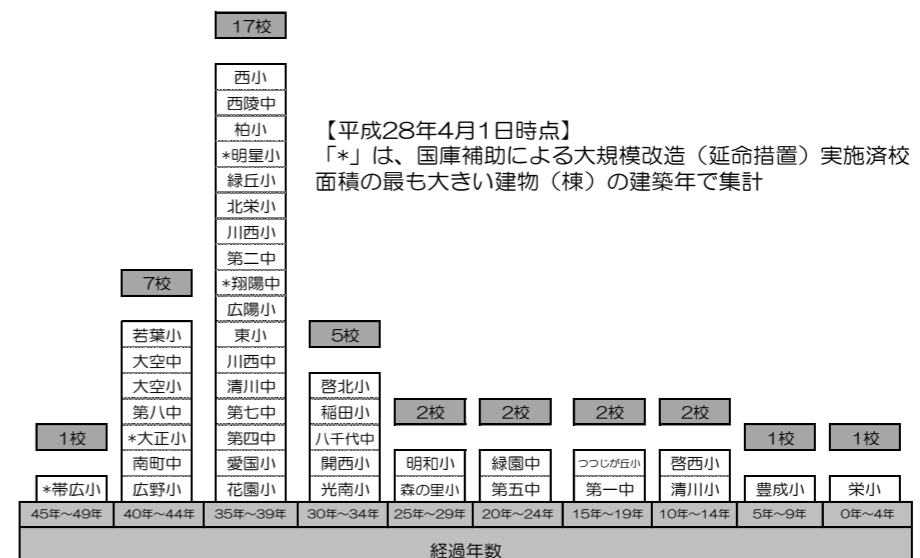 17校
西小
西陵中
柏小
*明星小
緑丘小
北栄小
川西小
第二中
*翔陽中
広陽小
東小
川西中
清川中
第七中
第四中
愛国小
花園小
【平成28年4月1日時点】
「*」は、国庫補助による大規模改造（延命措置）実施済校
面積の最も大きい建物（棟）の建築年で集計
7校
若葉小
大空中
大空小
第八中
*大正小
南町中
広野小
5校
啓北小
稲田小
八千代中
開西小
光南小
1校
*帯広小
2校
明和小
森の里小
2校
緑園中
第五中
2校
つつじが丘小
第一中
2校
啓西小
清川小
1校
豊成小
1校
栄小
45年～49年 40年～44年 35年～39年 30年～34年 25年～29年 20年～24年 15年～19年 10年～14年 5年～9年 0年～4年
経過年数